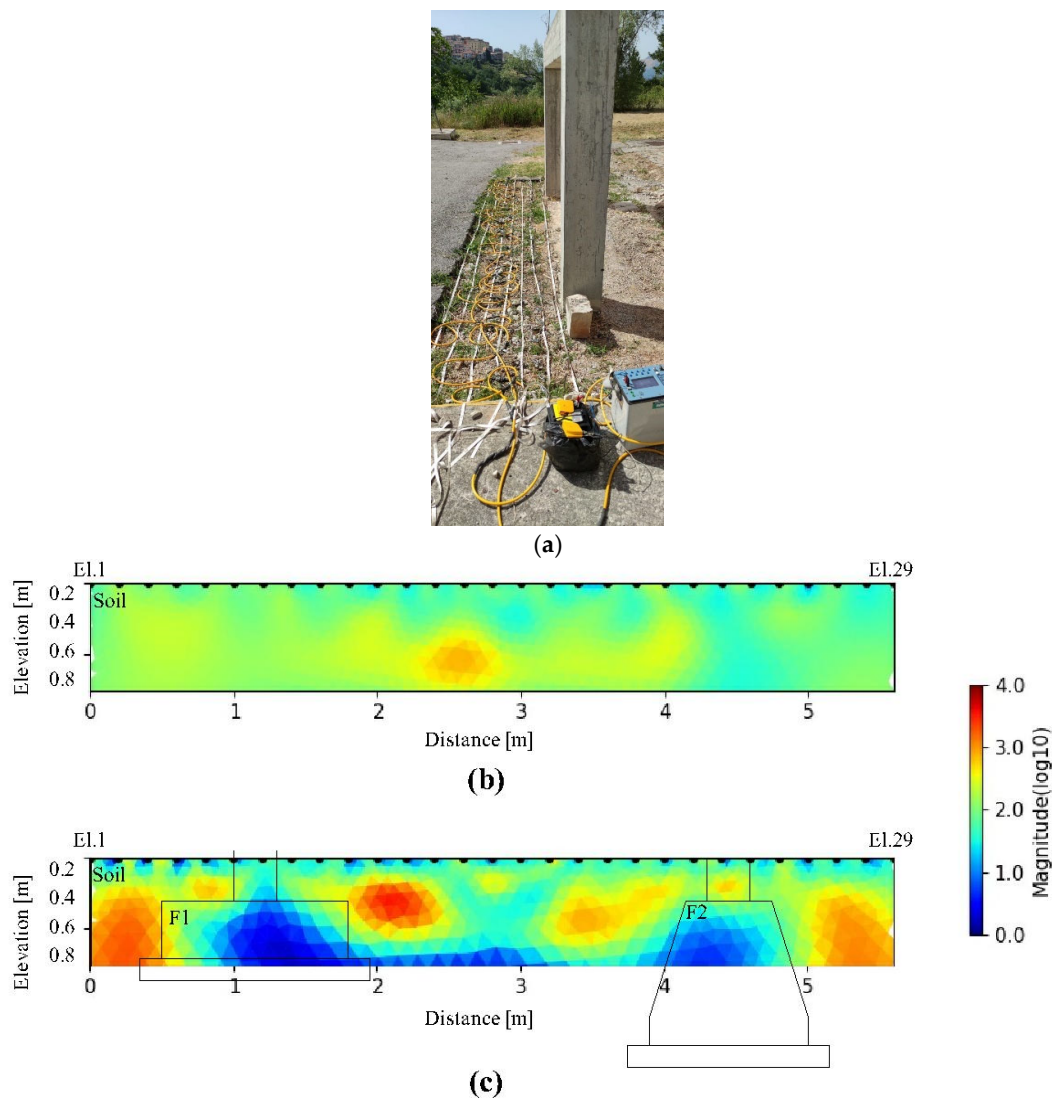 (a)
El.1 El.29
Soil
0.2
0.4
0.6
0.8
Elevation [m]
0 1 2 3 4 5
Distance [m]
(b)
4.0
3.0
2.0
1.0
0.0
Magnitude(log10)
El.1 El.29
Soil
F1 F2
0.2
0.4
0.6
0.8
Elevation [m]
0 1 2 3 4 5
Distance [m]
(c)